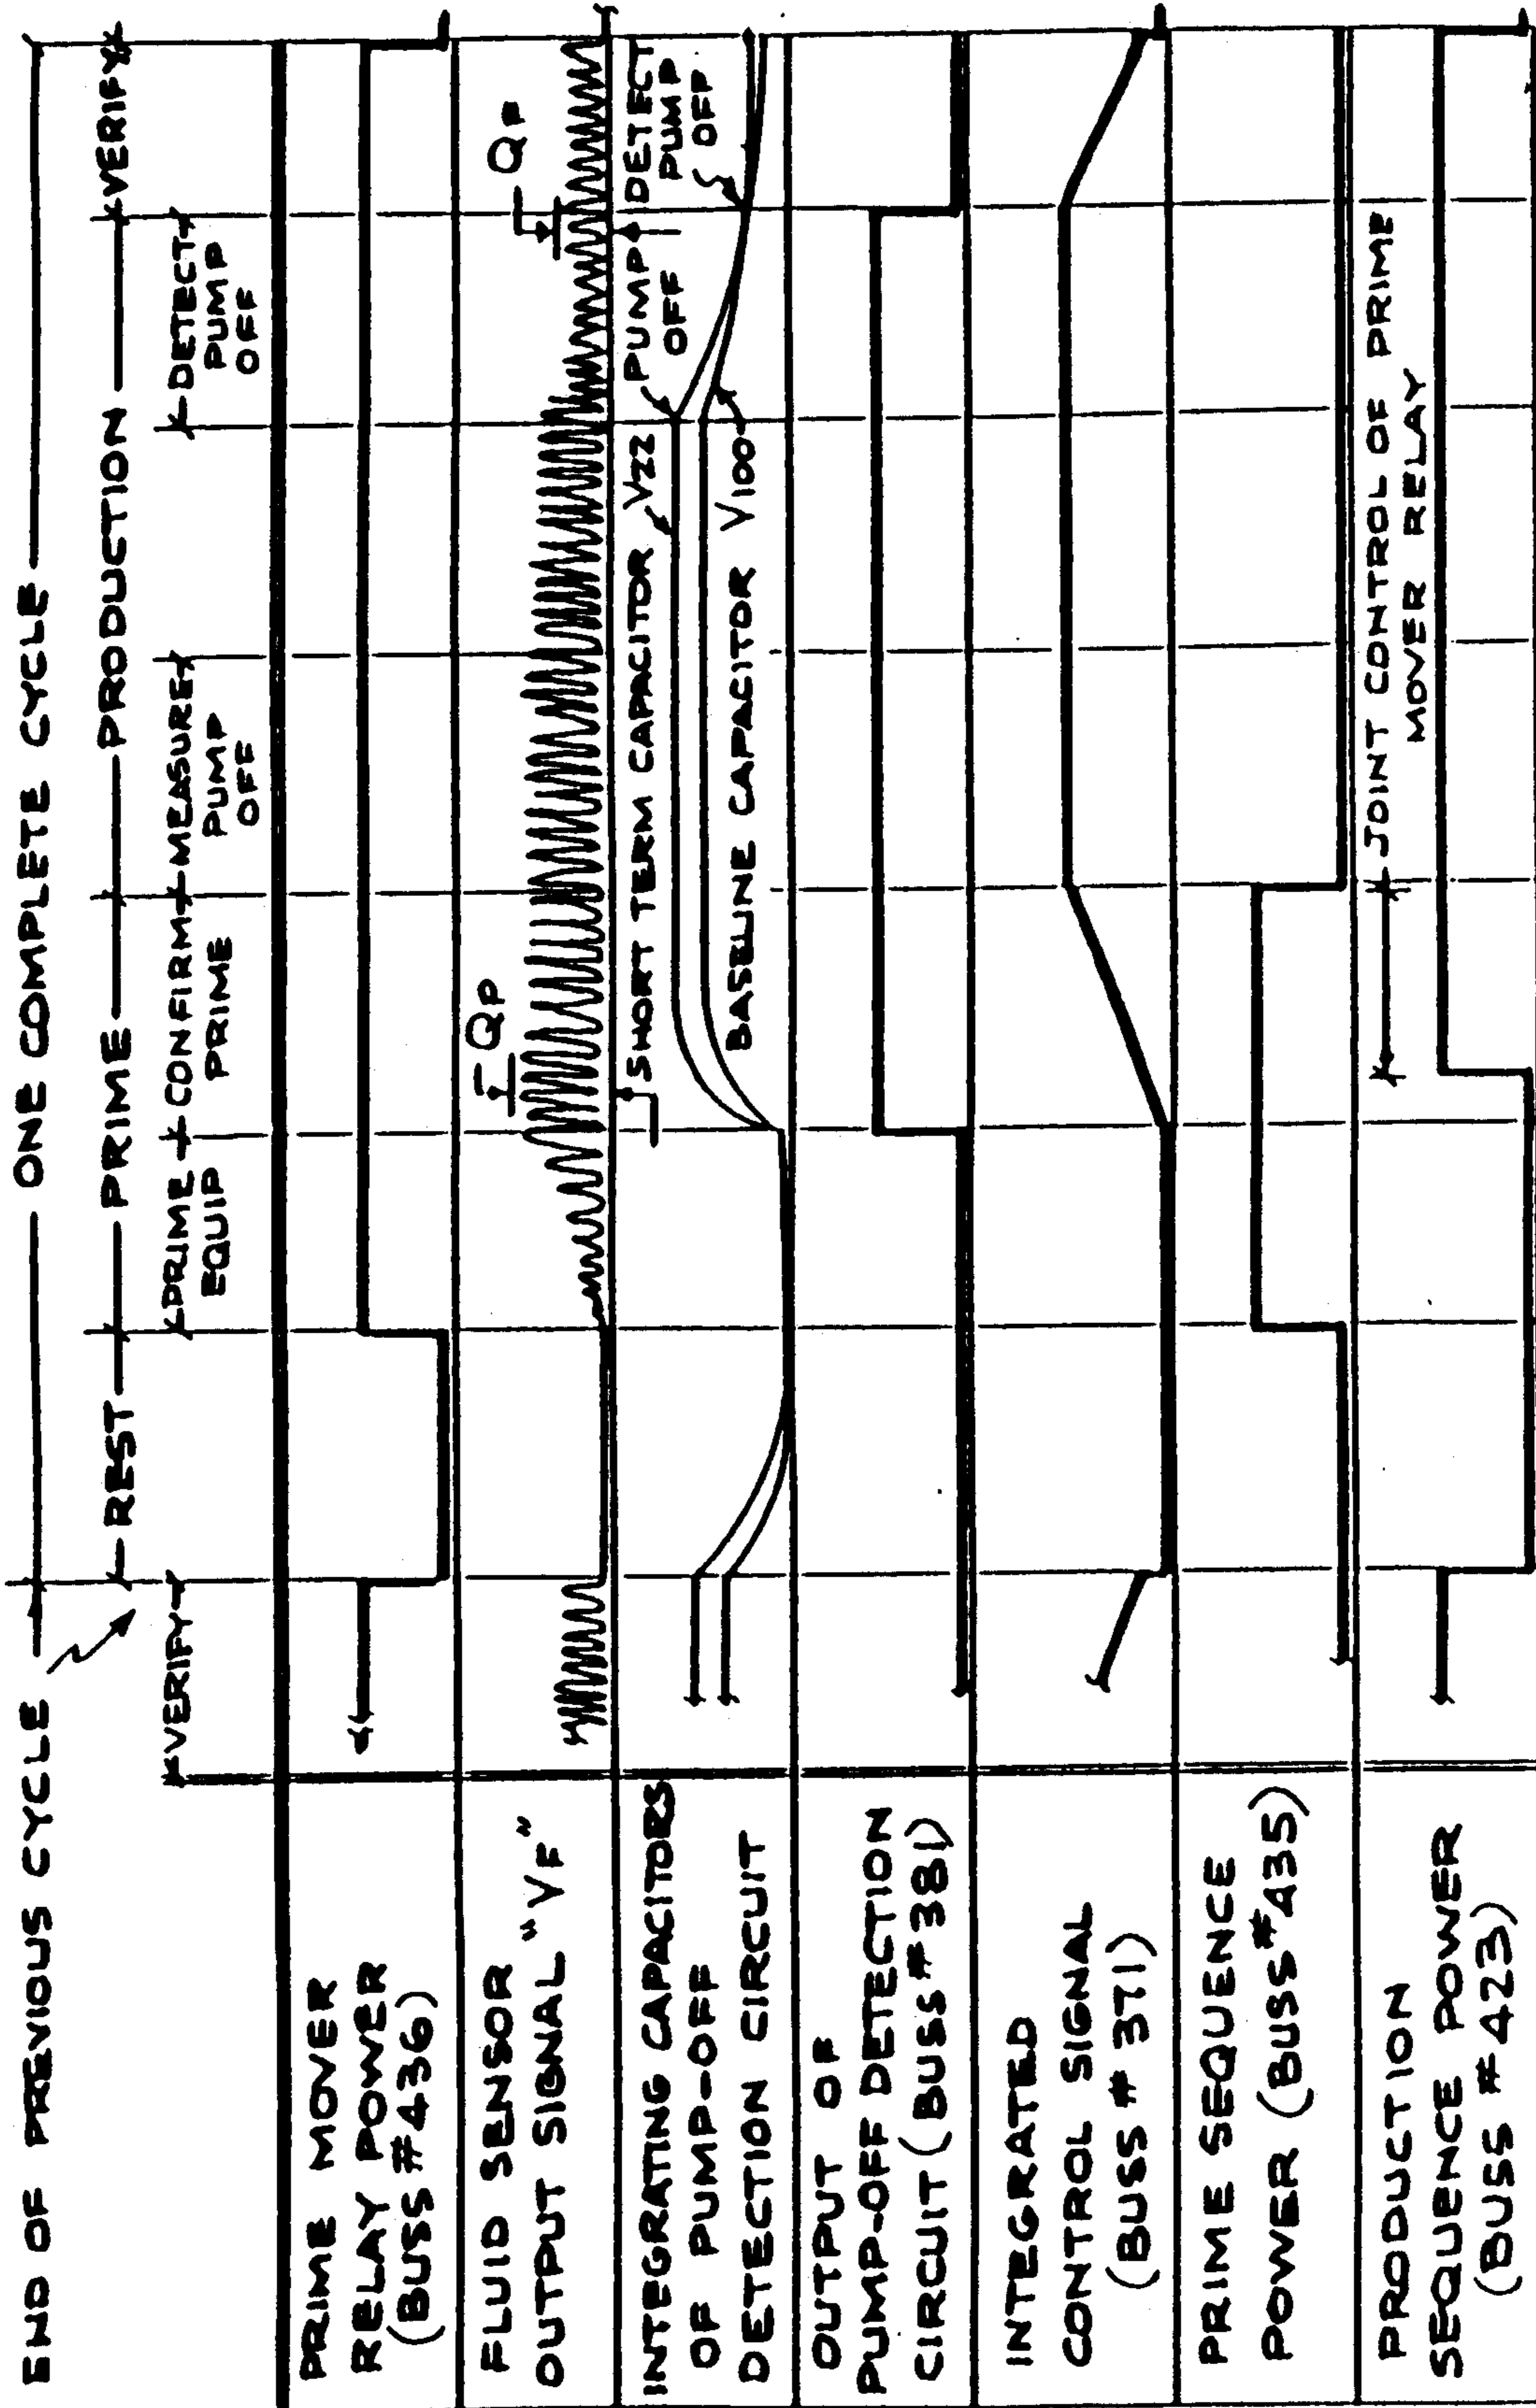 END OF PREVIOUS CYCLE
ONE COMPLETE CYCLE
REST
PRIME
PRODUCTION
VERIFY
VERIFY
PRIME
EQUIP
CONFIRM
PRIME
MEASURE
PUMP
OFF
DETECT
PUMP
OFF
PRIME MOVER
RELAY POWER
(BUSS #436)
FLUID SENSOR
OUTPUT SIGNAL "VF"
QP
QF
INTEGRATING CAPACITORS
OF PUMP-OFF
DETECTION CIRCUIT
SHORT TERM CAPACITOR V22
BASELINE CAPACITOR V100
PUMP
OFF
DETECT
PUMP
OFF
OUTPUT OF
PUMP-OFF DETECTION
CIRCUIT (BUSS #381)
INTEGRATED
CONTROL SIGNAL
(BUSS # 371)
PRIME SEQUENCE
POWER (BUSS #435)
PRODUCTION
SEQUENCE POWER
(BUSS #423)
JOINT CONTROL OF PRIME
MOVER RELAY